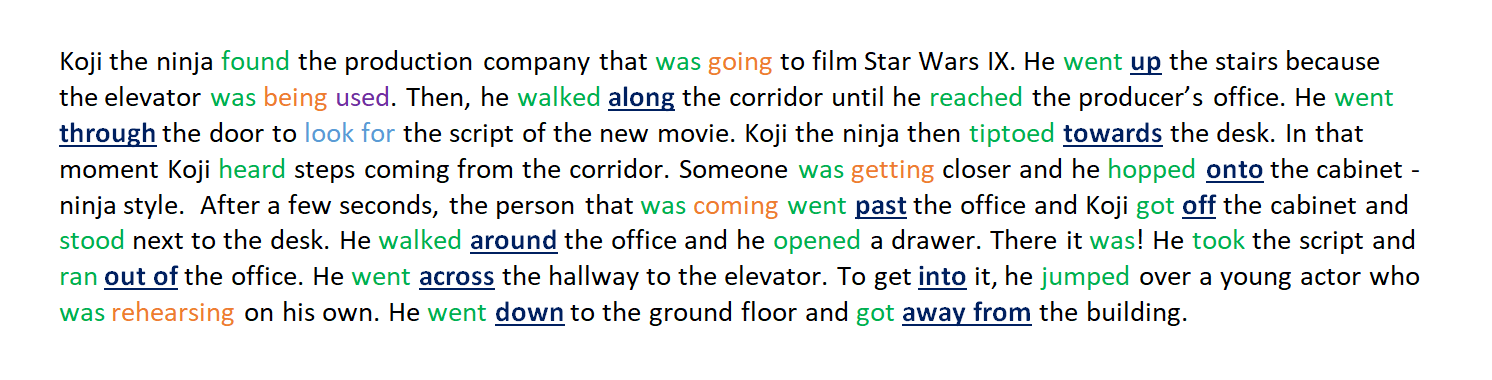 Koji the ninja found the production company that was going to film Star Wars IX. He went up the stairs because
the elevator was being used. Then, he walked along the corridor until he reached the producer’s office. He went
through the door to look for the script of the new movie. Koji the ninja then tiptoed towards the desk. In that
moment Koji heard steps coming from the corridor. Someone was getting closer and he hopped onto the cabinet -
ninja style.  After a few seconds, the person that was coming went past the office and Koji got off the cabinet and
stood next to the desk. He walked around the office and he opened a drawer. There it was! He took the script and
ran out of the office. He went across the hallway to the elevator. To get into it, he jumped over a young actor who
was rehearsing on his own. He went down to the ground floor and got away from the building.